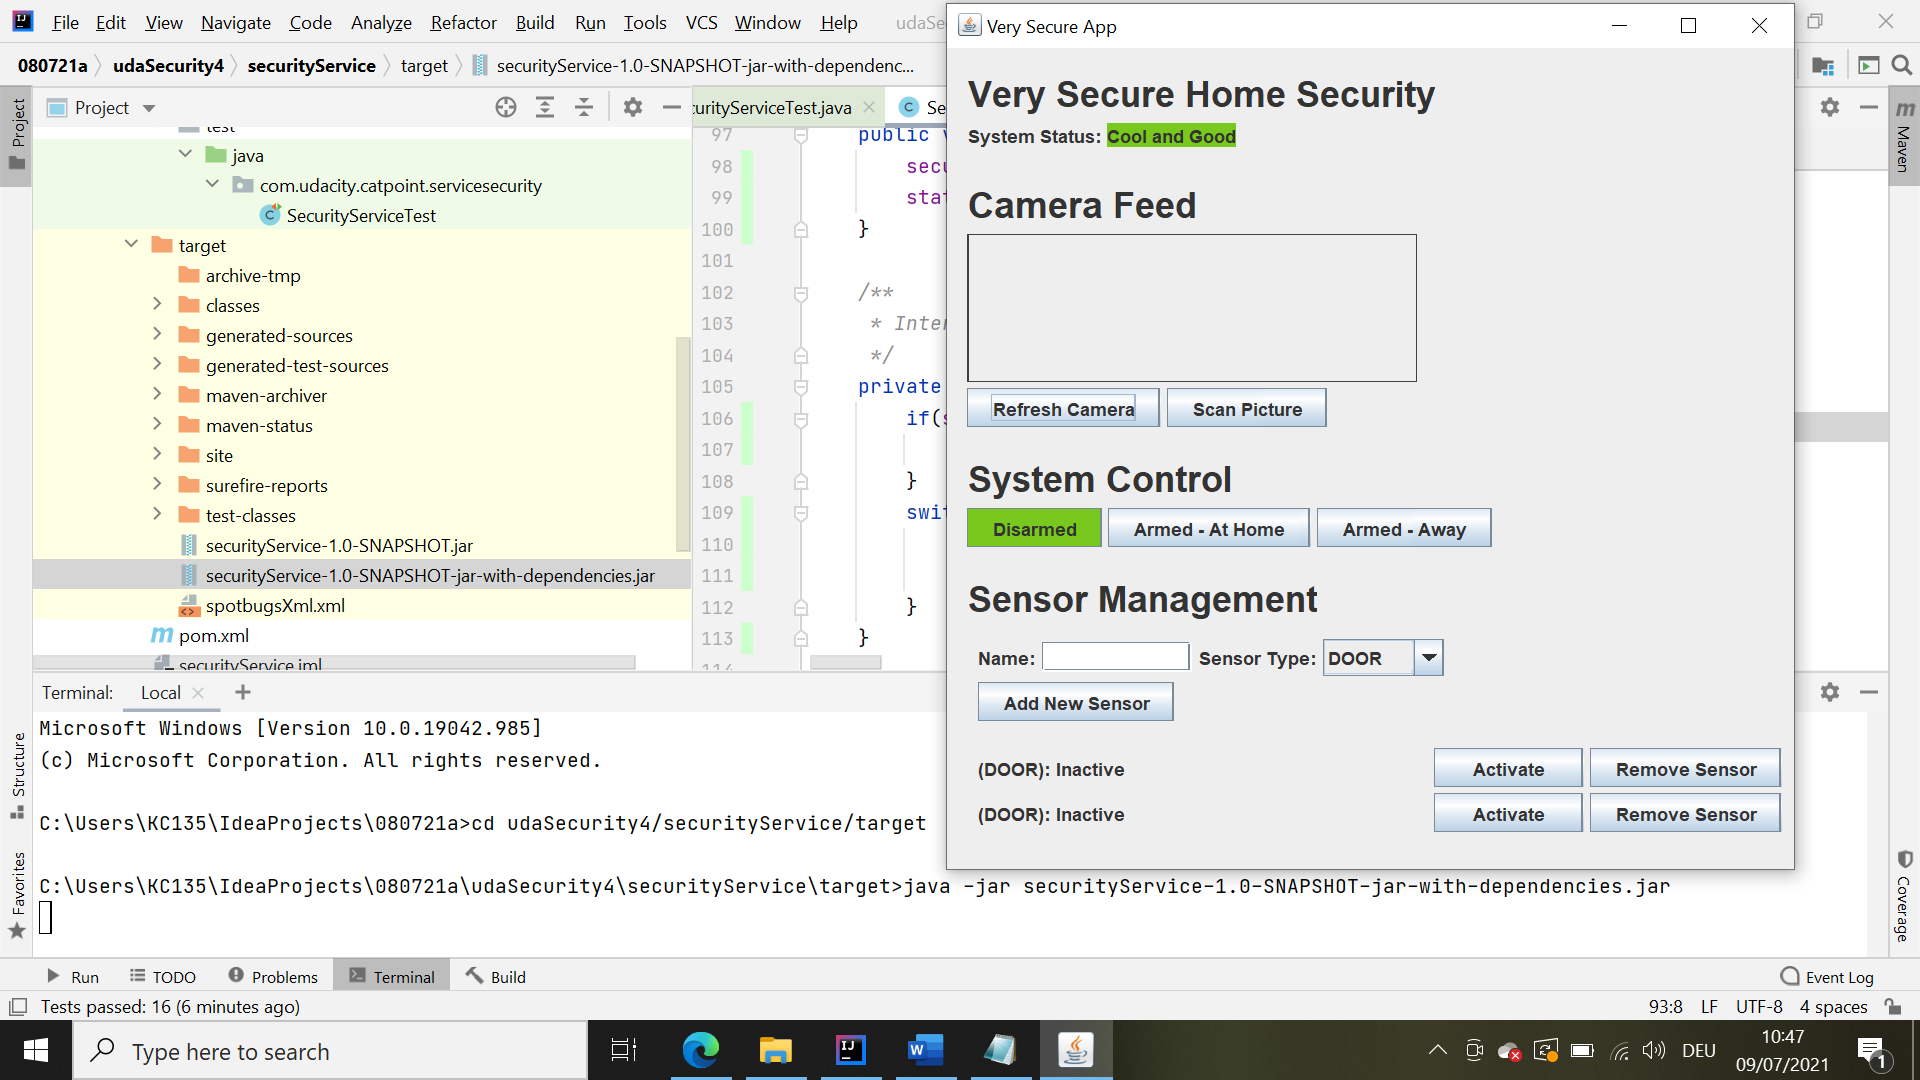 File Edit View Navigate Code Analyze Refactor Build Run Tools VCS Window Help udaSe
Very Secure App
080721a udaSecurity4 securityService target securityService-1.0-SNAPSHOT-jar-with-dependenc...
Project
Project
test
java
com.udacity.catpoint.servicesecurity
SecurityServiceTest
target
archive-tmp
classes
generated-sources
generated-test-sources
maven-archiver
maven-status
site
surefire-reports
test-classes
securityService-1.0-SNAPSHOT.jar
securityService-1.0-SNAPSHOT-jar-with-dependencies.jar
spotbugsXml.xml
pom.xml
securityService.iml
curityServiceTest.java Se
97 public v
98 secu
99 stat
100 }
101
102 /**
103 * Inter
104 */
105 private
106 if(s
107
108 }
109 swit
110
111
112 }
113 }
114
Very Secure Home Security
System Status: Cool and Good
Camera Feed
Refresh Camera Scan Picture
System Control
Disarmed Armed - At Home Armed - Away
Sensor Management
Name: Sensor Type: DOOR
Add New Sensor
(DOOR): Inactive Activate Remove Sensor
(DOOR): Inactive Activate Remove Sensor
Maven
Coverage
Structure
Favorites
Terminal: Local
Microsoft Windows [Version 10.0.19042.985]
(c) Microsoft Corporation. All rights reserved.
C:\Users\KC135\IdeaProjects\080721a>cd udaSecurity4/securityService/target
C:\Users\KC135\IdeaProjects\080721a\udaSecurity4\securityService\target>java -jar securityService-1.0-SNAPSHOT-jar-with-dependencies.jar
Run TODO Problems Terminal Build Event Log
Tests passed: 16 (6 minutes ago) 93:8 LF UTF-8 4 spaces
Type here to search
DEU
10:47
09/07/2021
1